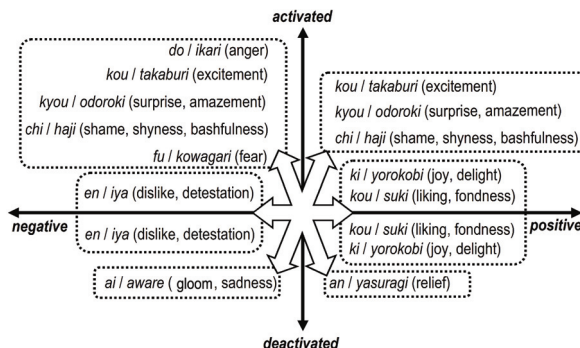 activated
do / ikari (anger)
kou / takaburi (excitement)
kyou / odoroki (surprise, amazement)
chi / haji (shame, shyness, bashfulness)
fu / kowagari (fear)
kou / takaburi (excitement)
kyou / odoroki (surprise, amazement)
chi / haji (shame, shyness, bashfulness)
en / iya (dislike, detestation)
ki / yorokobi (joy, delight)
kou / suki (liking, fondness)
negative
positive
en / iya (dislike, detestation)
kou / suki (liking, fondness)
ki / yorokobi (joy, delight)
ai / aware ( gloom, sadness)
an / yasuragi (relief)
deactivated